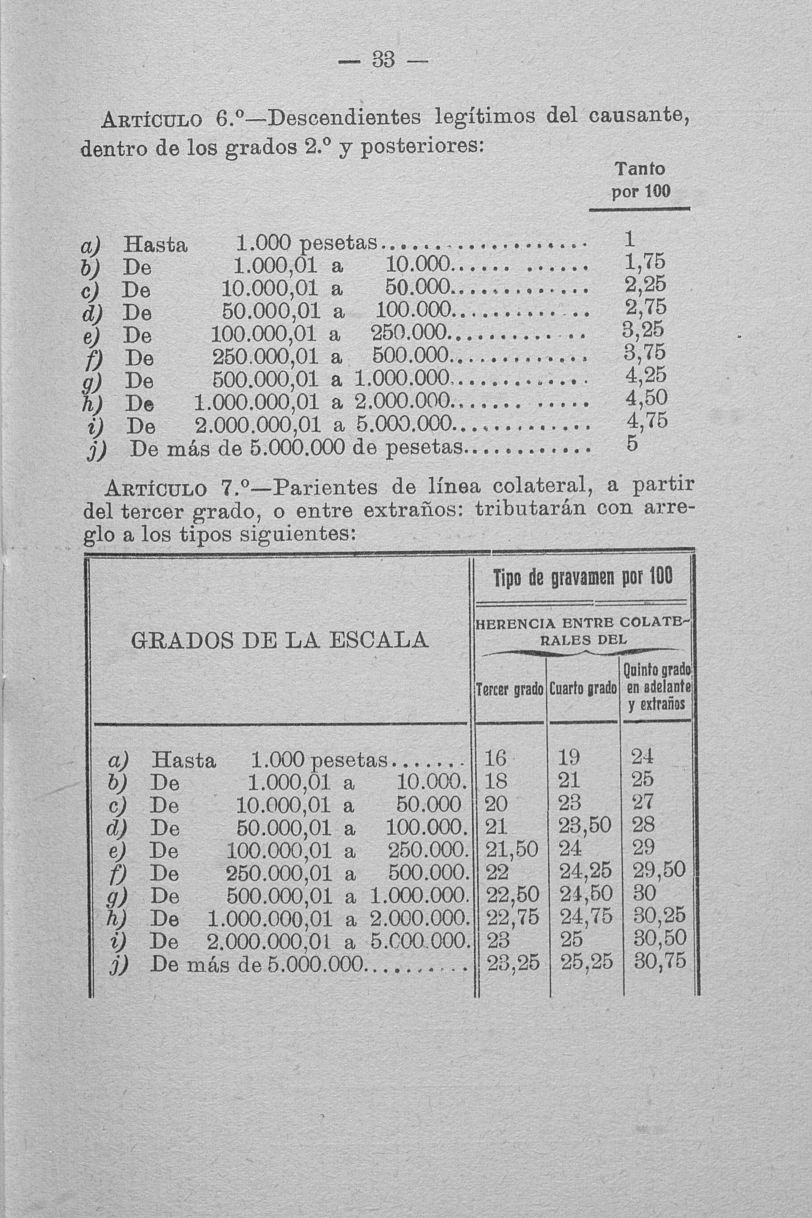 — 33 —
ARTÍCULO 6.º—Descendientes legítimos del causante,
dentro de los grados 2.º y posteriores:
Tanto
por 100
a) Hasta 1.000 pesetas.................... 1
b) De 1.000,01 a 10.000............ 1,75
c) De 10.000,01 a 50.000............. 2,25
d) De 50.000,01 a 100.000............. 2,75
e) De 100.000,01 a 250.000............. 3,25
f) De 250.000,01 a 500.000............. 3,75
g) De 500.000,01 a 1.000.000............. 4,25
h) De 1.000.000,01 a 2.000.000............ 4,50
i) De 2.000.000,01 a 5.000.000............. 4,75
j) De más de 5.000.000 de pesetas............ 5
ARTÍCULO 7.º—Parientes de línea colateral, a partir
del tercer grado, o entre extraños: tributarán con arre-
glo a los tipos siguientes:
Tipo de gravamen por 100
HERENCIA ENTRE COLATE-
RALES DEL
GRADOS DE LA ESCALA
Quinto grado
Tercer grado Cuarto grado en adelante
y extraños
a) Hasta 1.000 pesetas....... 16 19 24
b) De 1.000,01 a 10.000. 18 21 25
c) De 10.000,01 a 50.000 20 23 27
d) De 50.000,01 a 100.000. 21 23,50 28
e) De 100.000,01 a 250.000. 21,50 24 29
f) De 250.000,01 a 500.000. 22 24,25 29,50
g) De 500.000,01 a 1.000.000. 22,50 24,50 30
h) De 1.000.000,01 a 2.000.000. 22,75 24,75 30,25
i) De 2.000.000,01 a 5.000.000. 23 25 30,50
j) De más de 5.000.000.......... 23,25 25,25 30,75